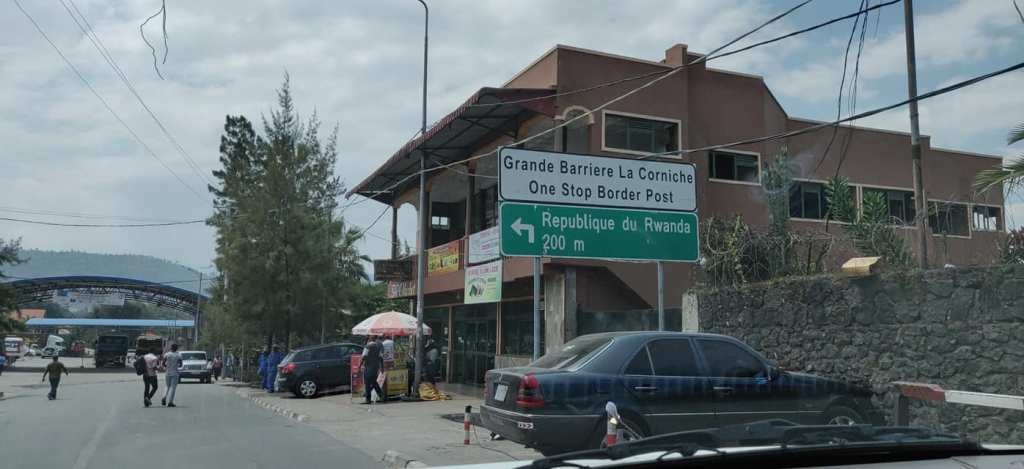 Grande Barriere La Corniche
One Stop Border Post
Republique du Rwanda
200 m